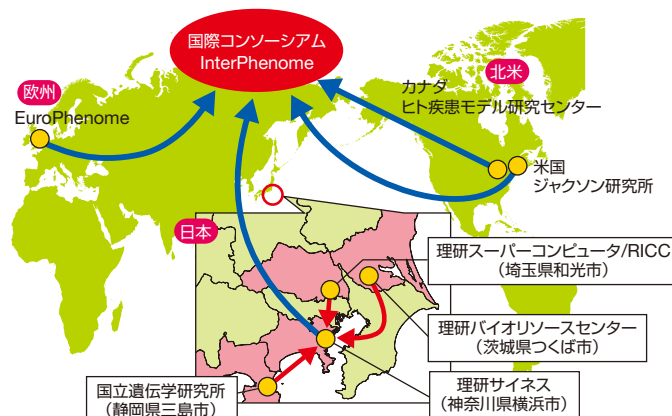 国際コンソーシアム
InterPhenome
欧州
EuroPhenome
北米
カナダ
ヒト疾患モデル研究センター
米国
ジャクソン研究所
日本
理研スーパーコンピュータ/RICC
（埼玉県和光市）
理研バイオリソースセンター
（茨城県つくば市）
理研サイネス
（神奈川県横浜市）
国立遺伝学研究所
（静岡県三島市）